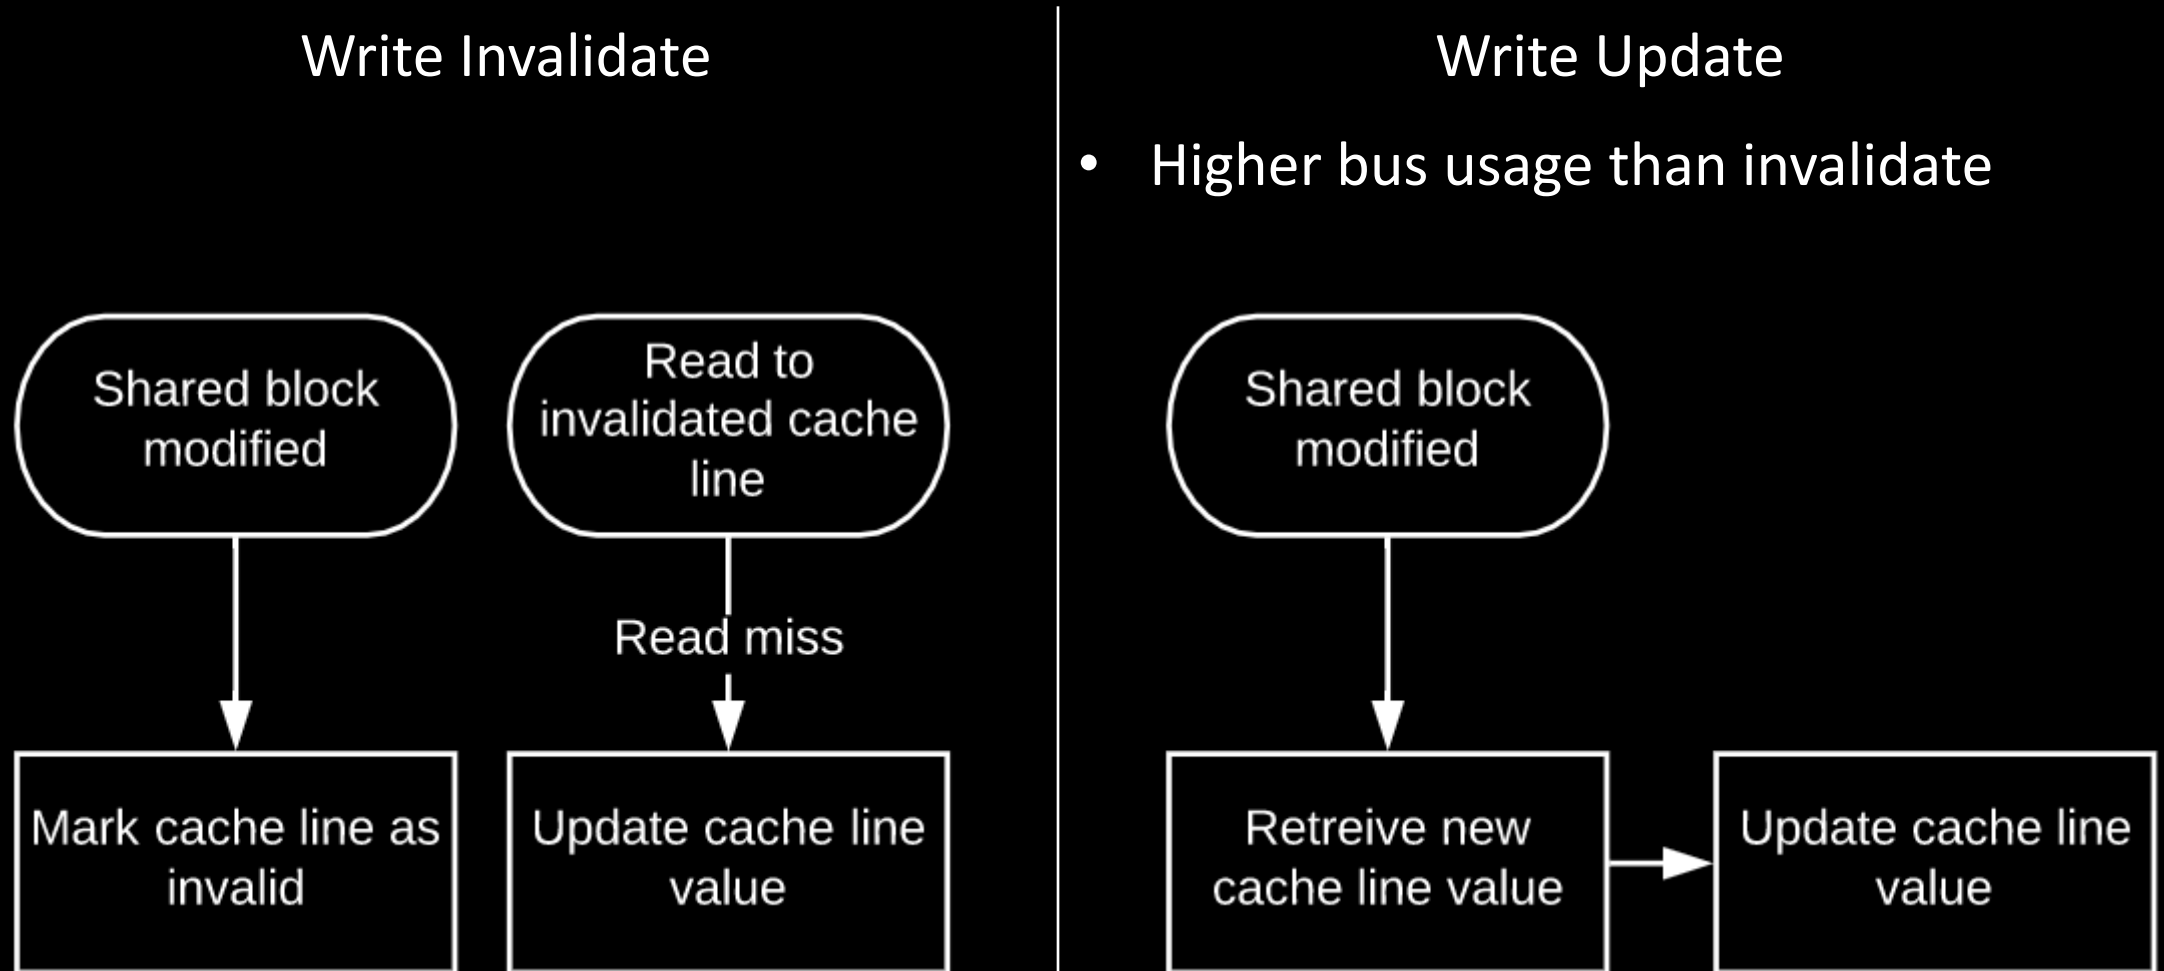 Write Invalidate
Shared block
modified
Mark cache line as
invalid
Read to
invalidated cache
line
Read miss
Update cache line
value
Write Update
• Higher bus usage than invalidate
Shared block
modified
Retreive new
cache line value
Update cache line
value